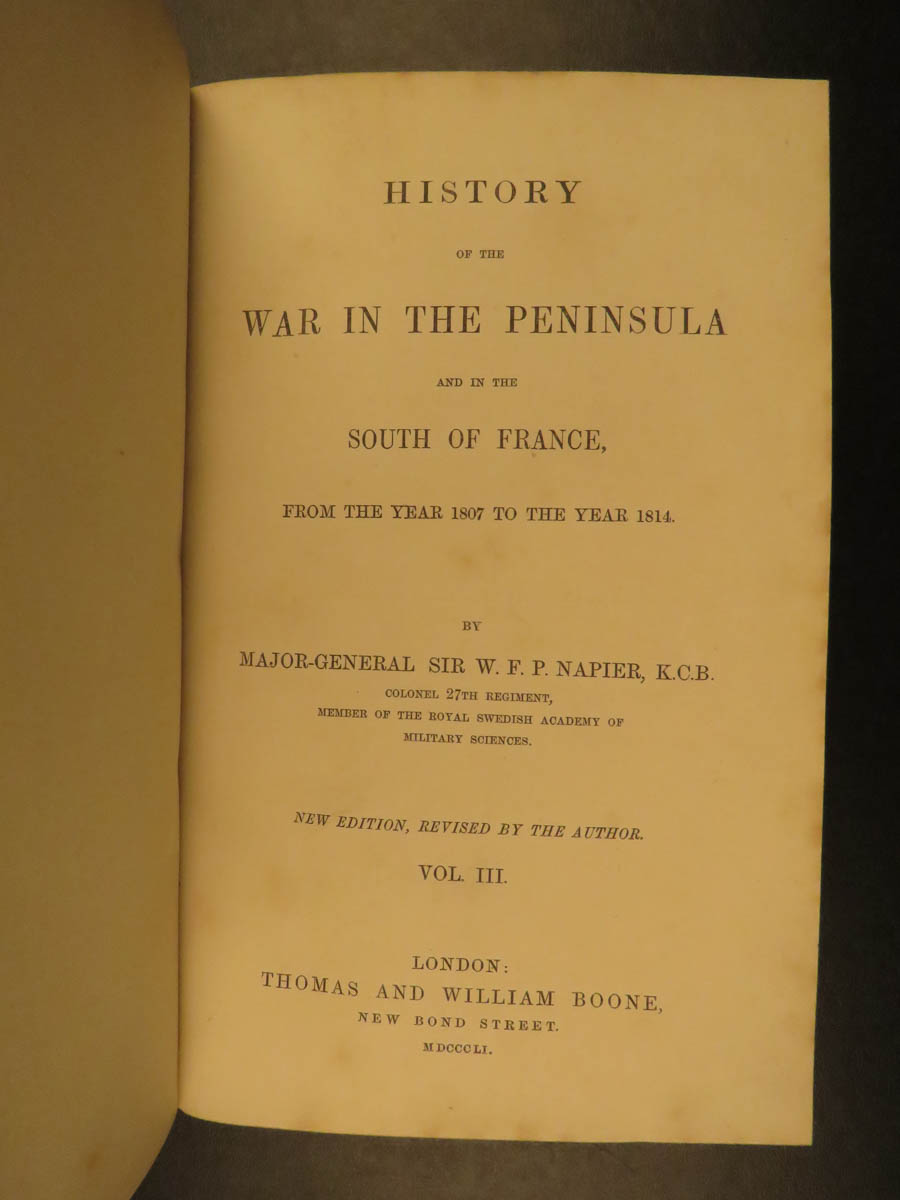 HISTORY
OF THE
WAR IN THE PENINSULA
AND IN THE
SOUTH OF FRANCE,
FROM THE YEAR 1807 TO THE YEAR 1814.
BY
MAJOR-GENERAL SIR W. F. P. NAPIER, K.C.B.
COLONEL 27TH REGIMENT,
MEMBER OF THE ROYAL SWEDISH ACADEMY OF
MILITARY SCIENCES.
NEW EDITION, REVISED BY THE AUTHOR.
VOL. III.
LONDON:
THOMAS AND WILLIAM BOONE,
NEW BOND STREET.
MDCCCLI.